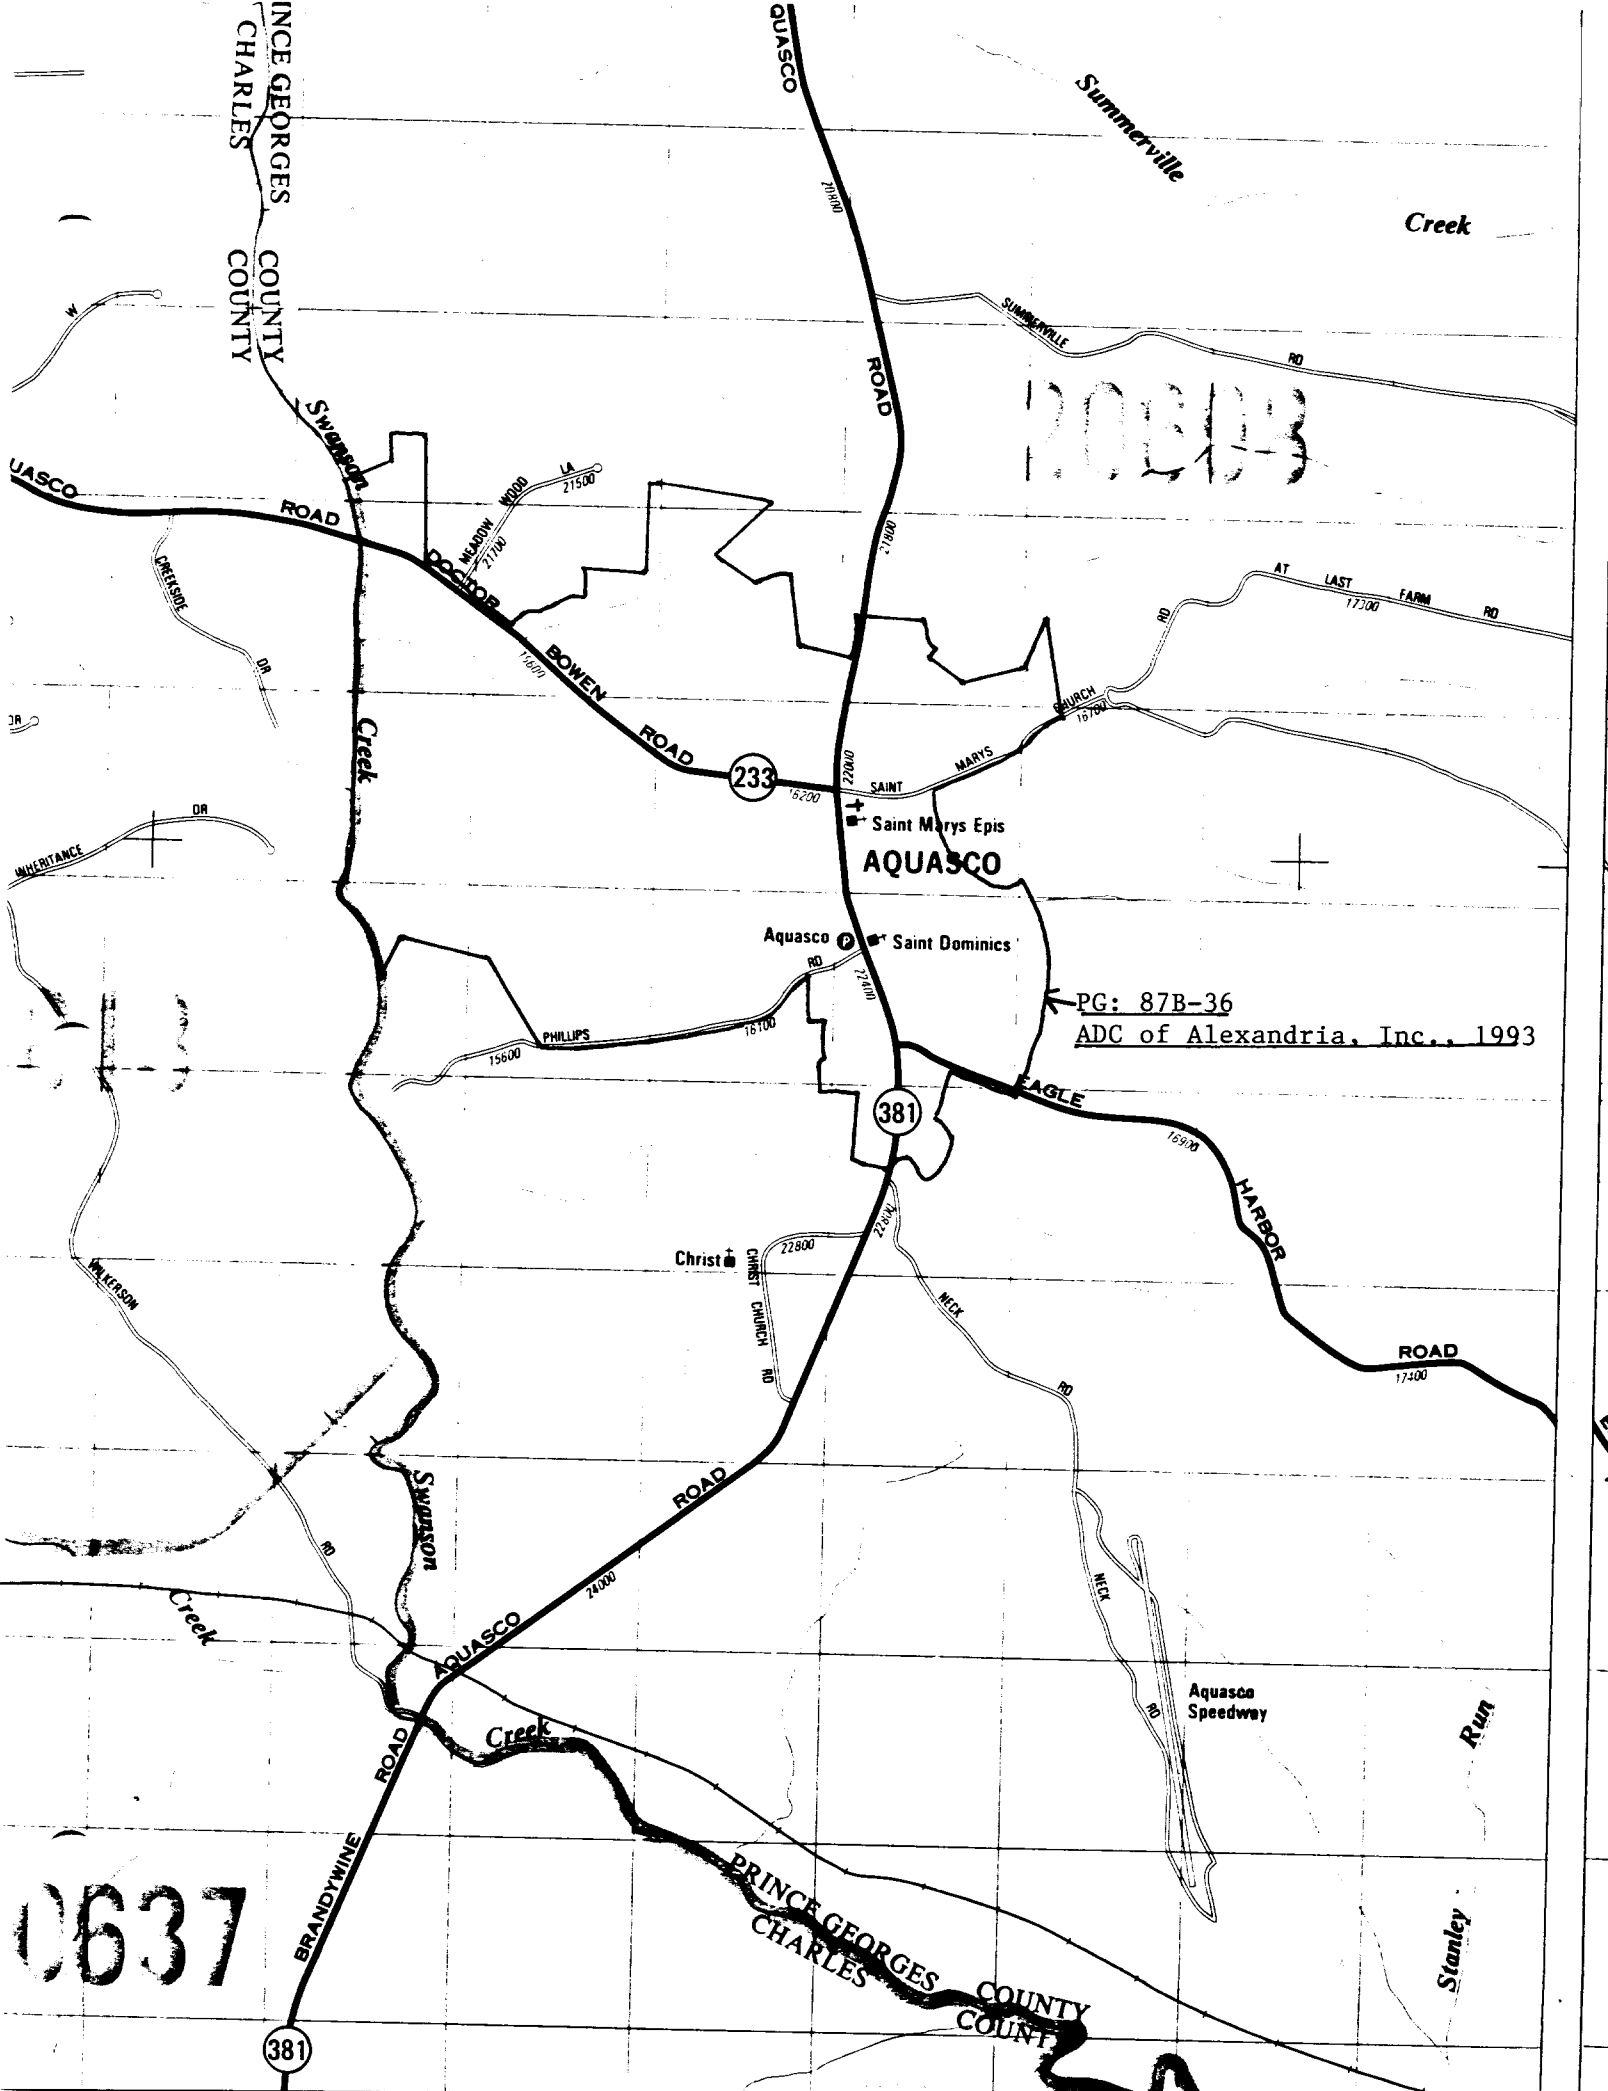 INCE GEORGES
CHARLES
COUNTY
COUNTY
QUASCO
Summerville
Creek
20800
W
SUMMERVILLE
RD
ROAD
Swanson
UASCO
ROAD
LA
21500
WOOD
MEADOW
21700
21800
DOCTOR
CREEKSIDE
DR
AT LAST FARM RD
17300
RD
BOWEN
15600
CHURCH
16700
DR
Creek
ROAD
233
16200
22000
SAINT
MARYS
Saint Marys Epis
AQUASCO
DR
INHERITANCE
Aquasco P
Saint Dominics
RD
22400
PG: 87B-36
ADC of Alexandria, Inc., 1993
PHILLIPS
15600
16100
381
EAGLE
16900
HARBOR
22800
22800
Christ
CHRIST CHURCH RD
WILKERSON
NECK
RD
ROAD
17400
ROAD
Swanson
RD
24000
NECK
Creek
AQUASCO
RD
Aquasco
Speedway
Run
Creek
ROAD
BRANDYWINE
0637
PRINCE GEORGES
CHARLES
COUNTY
COUNT
Stanley
381